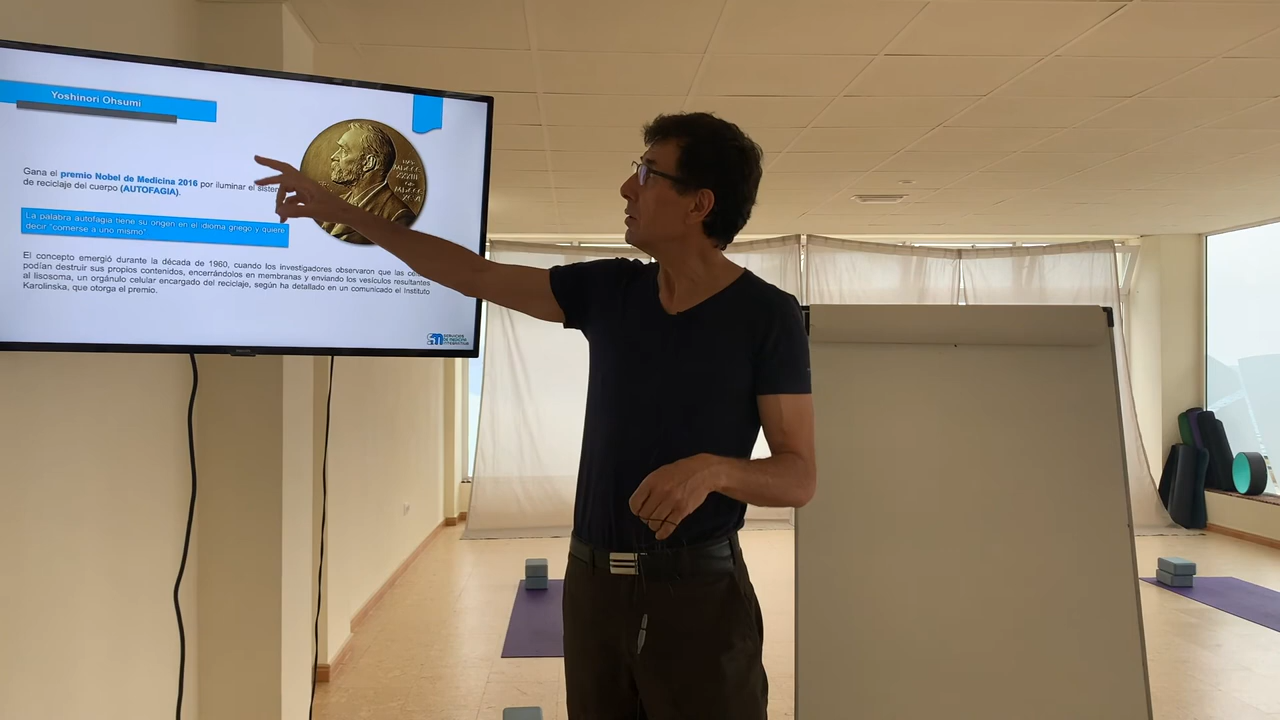 Yoshinori Ohsumi
Gana el premio Nobel de Medicina 2016 por iluminar el
de reciclaje del cuerpo (AUTOFAGIA).
La palabra autofagia tiene su origen en el idioma griego y quiere
decir "comerse a uno mismo"
El concepto emergió durante la década de 1960, cuando los investigadores observaron que las
podían destruir sus propios contenidos, encerrándolos en membranas y enviando los vesículos resultantes
al lisosoma, un orgánulo celular encargado del reciclaje, según ha detallado en un comunicado el Instituto
Karolinska, que otorga el premio.
SERVICIOS
DE MEDICINA
INTEGRATIVA